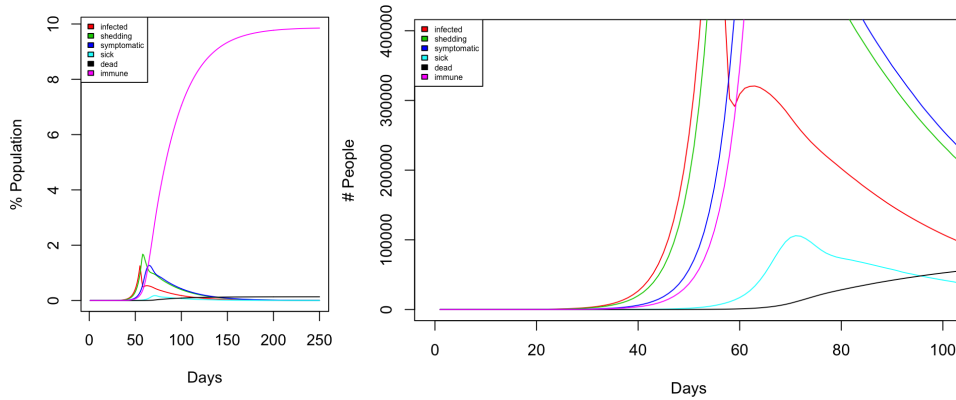 % Population
10
8
6
4
2
0
infected
shedding
symptomatic
sick
dead
immune
0 50 100 150 200 250
Days
# People
400000
300000
200000
100000
0
infected
shedding
symptomatic
sick
dead
immune
0 20 40 60 80 100
Days